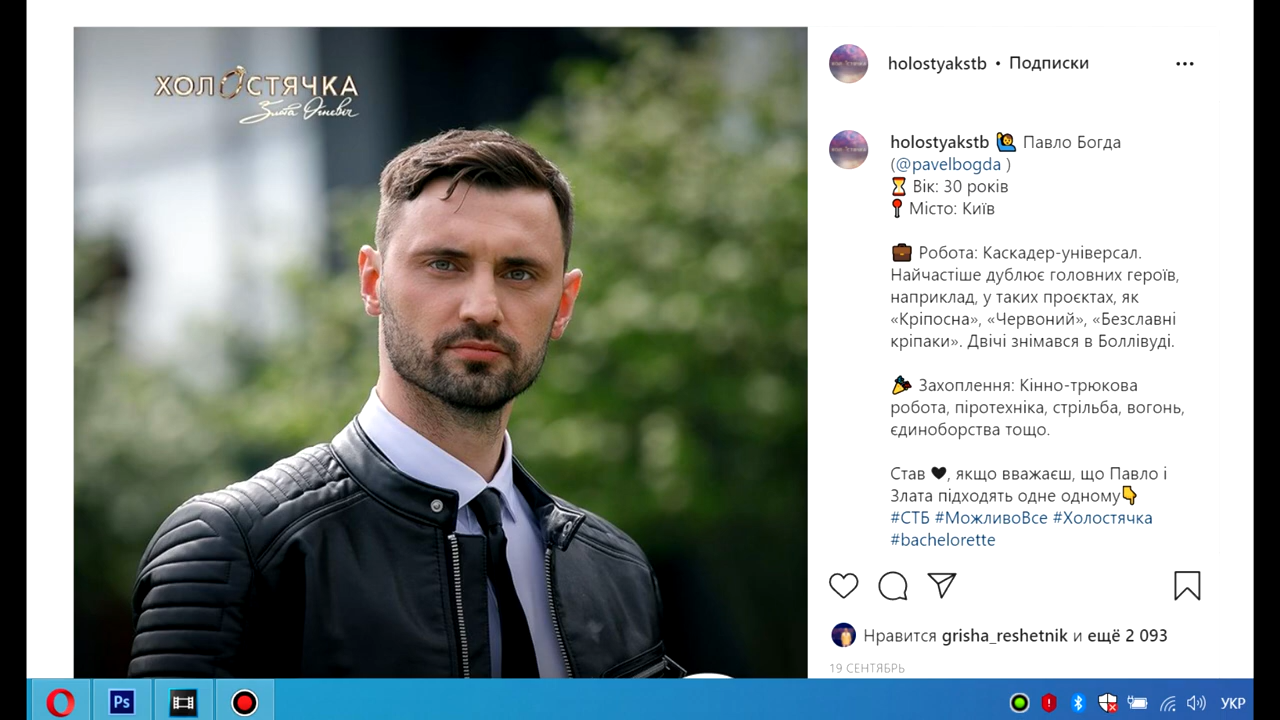 ХОЛОСТЯЧКА
Злата Огневіч
holostyakstb • Подписки
holostyakstb 🙋 Павло Богда
(@pavelbogda )
⏳ Вік: 30 років
📍 Місто: Київ
💼 Робота: Каскадер-універсал.
Найчастіше дублює головних героїв,
наприклад, у таких проєктах, як
«Кріпосна», «Червоний», «Безславні
кріпаки». Двічі знімався в Боллівуді.
🎉 Захоплення: Кінно-трюкова
робота, піротехніка, стрільба, вогонь,
єдиноборства тощо.
Став 🖤, якщо вважаєш, що Павло і
Злата підходять одне одному👇
#СТБ #МожливоВсе #Холостячка
#bachelorette
Нравится grisha_reshetnik и ещё 2 093
19 СЕНТЯБРЬ
Ps
УКР